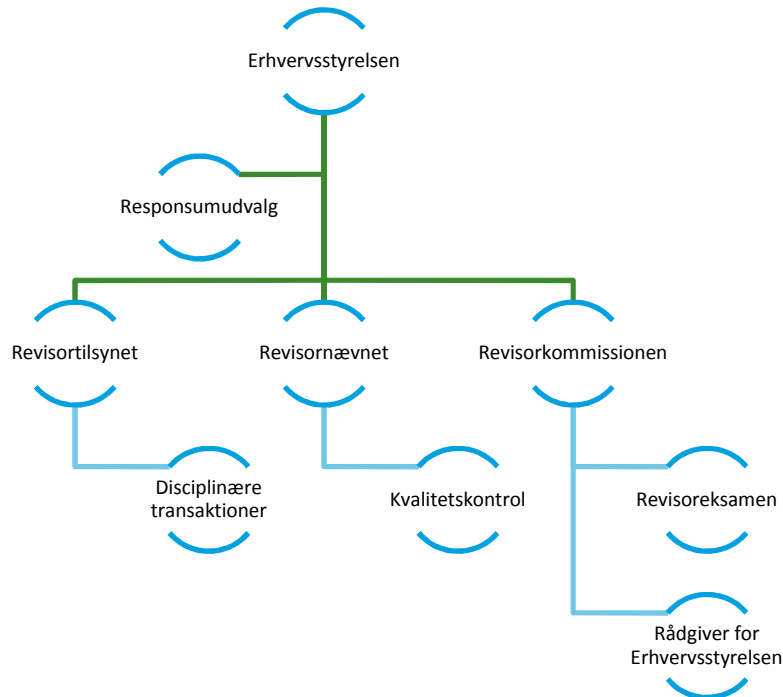 Erhvervsstyrelsen
Responsumudvalg
Revisortilsynet
Revisornævnet
Revisorkommissionen
Disciplinære
transaktioner
Kvalitetskontrol
Revisoreksamen
Rådgiver for
Erhvervsstyrelsen